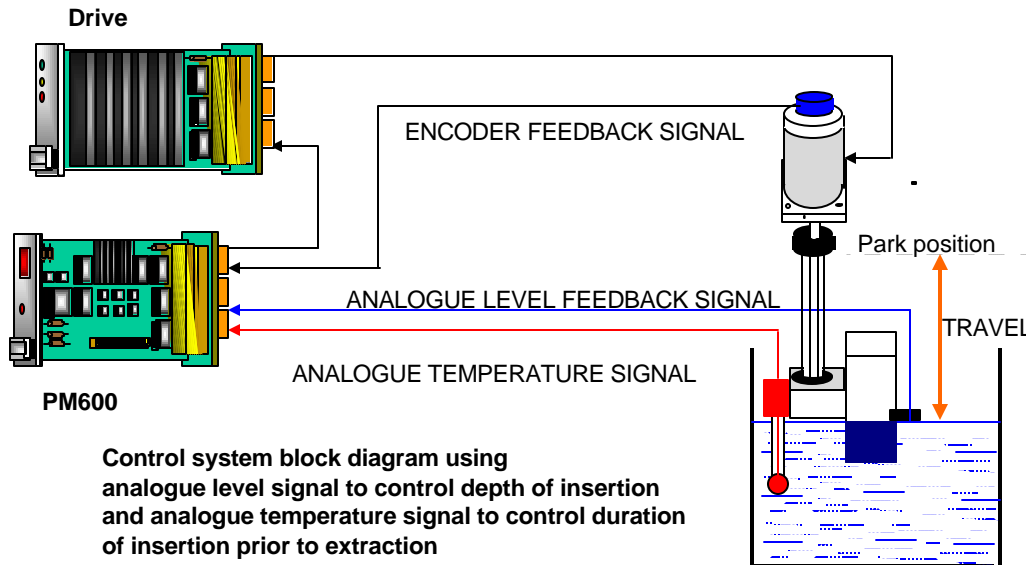 Drive
ENCODER FEEDBACK SIGNAL
Park position
ANALOGUE LEVEL FEEDBACK SIGNAL
TRAVEL
ANALOGUE TEMPERATURE SIGNAL
PM600
Control system block diagram using
analogue level signal to control depth of insertion
and analogue temperature signal to control duration
of insertion prior to extraction